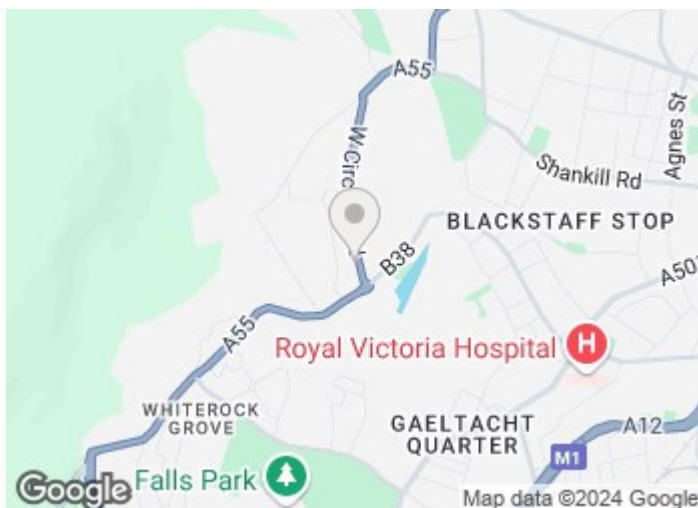 A55
Agnes St
W Circ
Shankill Rd
BLACKSTAFF STOP
B38
A501
A55
Royal Victoria Hospital
H
WHITEROCK
GROVE
GAELTACHT
QUARTER
A12
M1
Falls Park
Google
Map data ©2024 Google